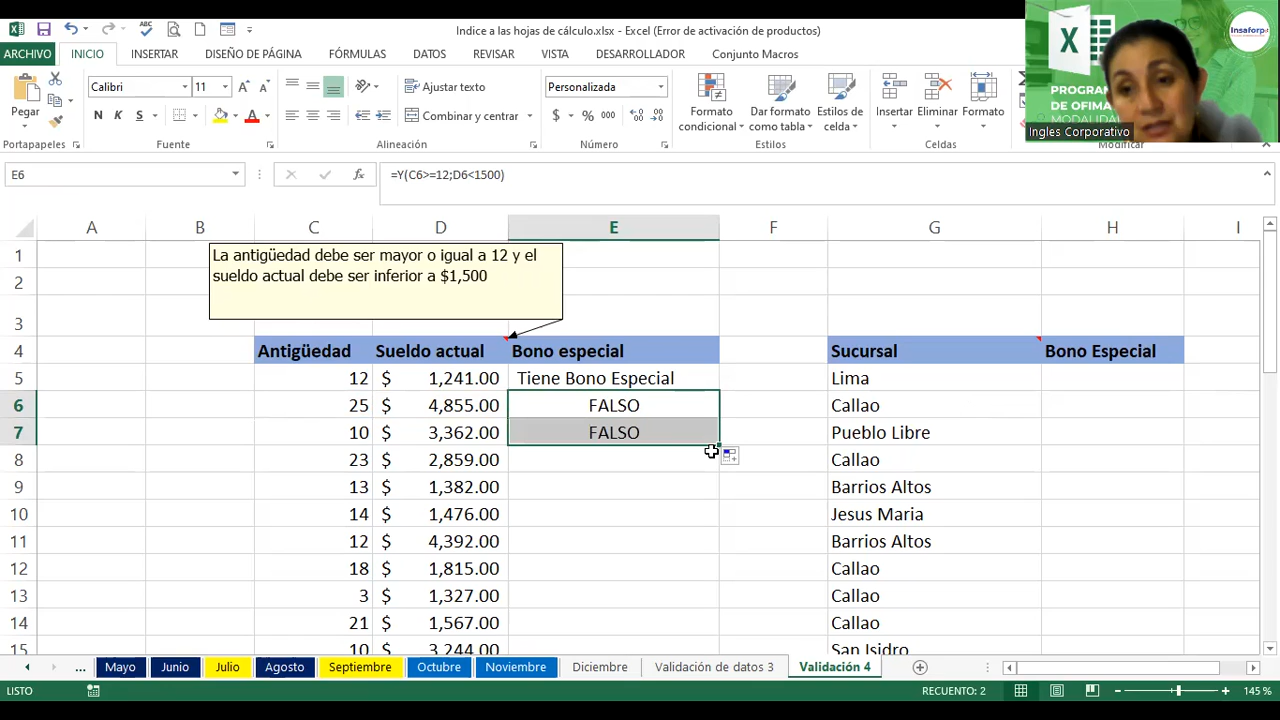 Indice a las hojas de cálculo.xlsx - Excel (Error de activación de productos)
ARCHIVO INICIO INSERTAR DISEÑO DE PÁGINA FÓRMULAS DATOS REVISAR VISTA DESARROLLADOR Conjunto Macros
Pegar
Calibri 11
N K S
Ajustar texto
Combinar y centrar
Personalizada
$ % 000
Formato condicional
Dar formato como tabla
Estilos de celda
Insertar Eliminar Formato
Portapapeles Fuente Alineación Número Estilos Celdas Modificar
Insaforp
PROGRAM
DE OFIMA
MODALIDA
Ingles Corporativo
E6 fx =Y(C6>=12;D6<1500)
A B C D E F G H I
1
2
3
La antigüedad debe ser mayor o igual a 12 y el
sueldo actual debe ser inferior a $1,500
4 Antigüedad Sueldo actual Bono especial Sucursal Bono Especial
5 12 $ 1,241.00 Tiene Bono Especial Lima
6 25 $ 4,855.00 FALSO Callao
7 10 $ 3,362.00 FALSO Pueblo Libre
8 23 $ 2,859.00 Callao
9 13 $ 1,382.00 Barrios Altos
10 14 $ 1,476.00 Jesus Maria
11 12 $ 4,392.00 Barrios Altos
12 18 $ 1,815.00 Callao
13 3 $ 1,327.00 Callao
14 21 $ 1,567.00 Callao
15 10 $ 3,244.00 San Isidro
... Mayo Junio Julio Agosto Septiembre Octubre Noviembre Diciembre Validación de datos 3 Validación 4
LISTO RECUENTO: 2 145 %